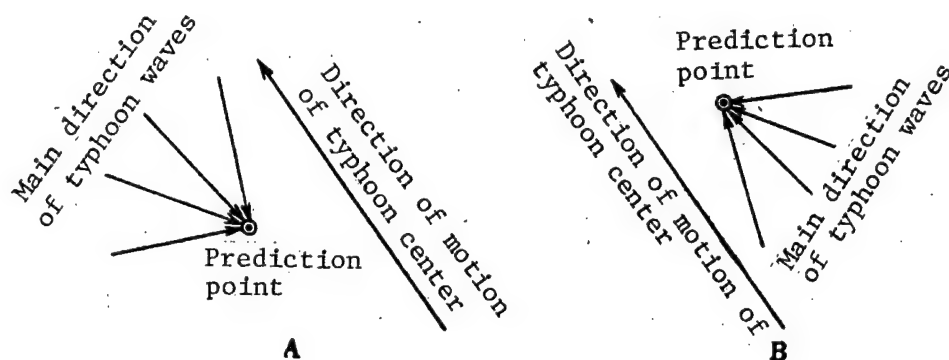 Main direction
of typhoon waves
Prediction
point
Direction of motion
of typhoon center
A
Direction of motion of
typhoon center
Prediction
point
Main direction
of typhoon waves
B